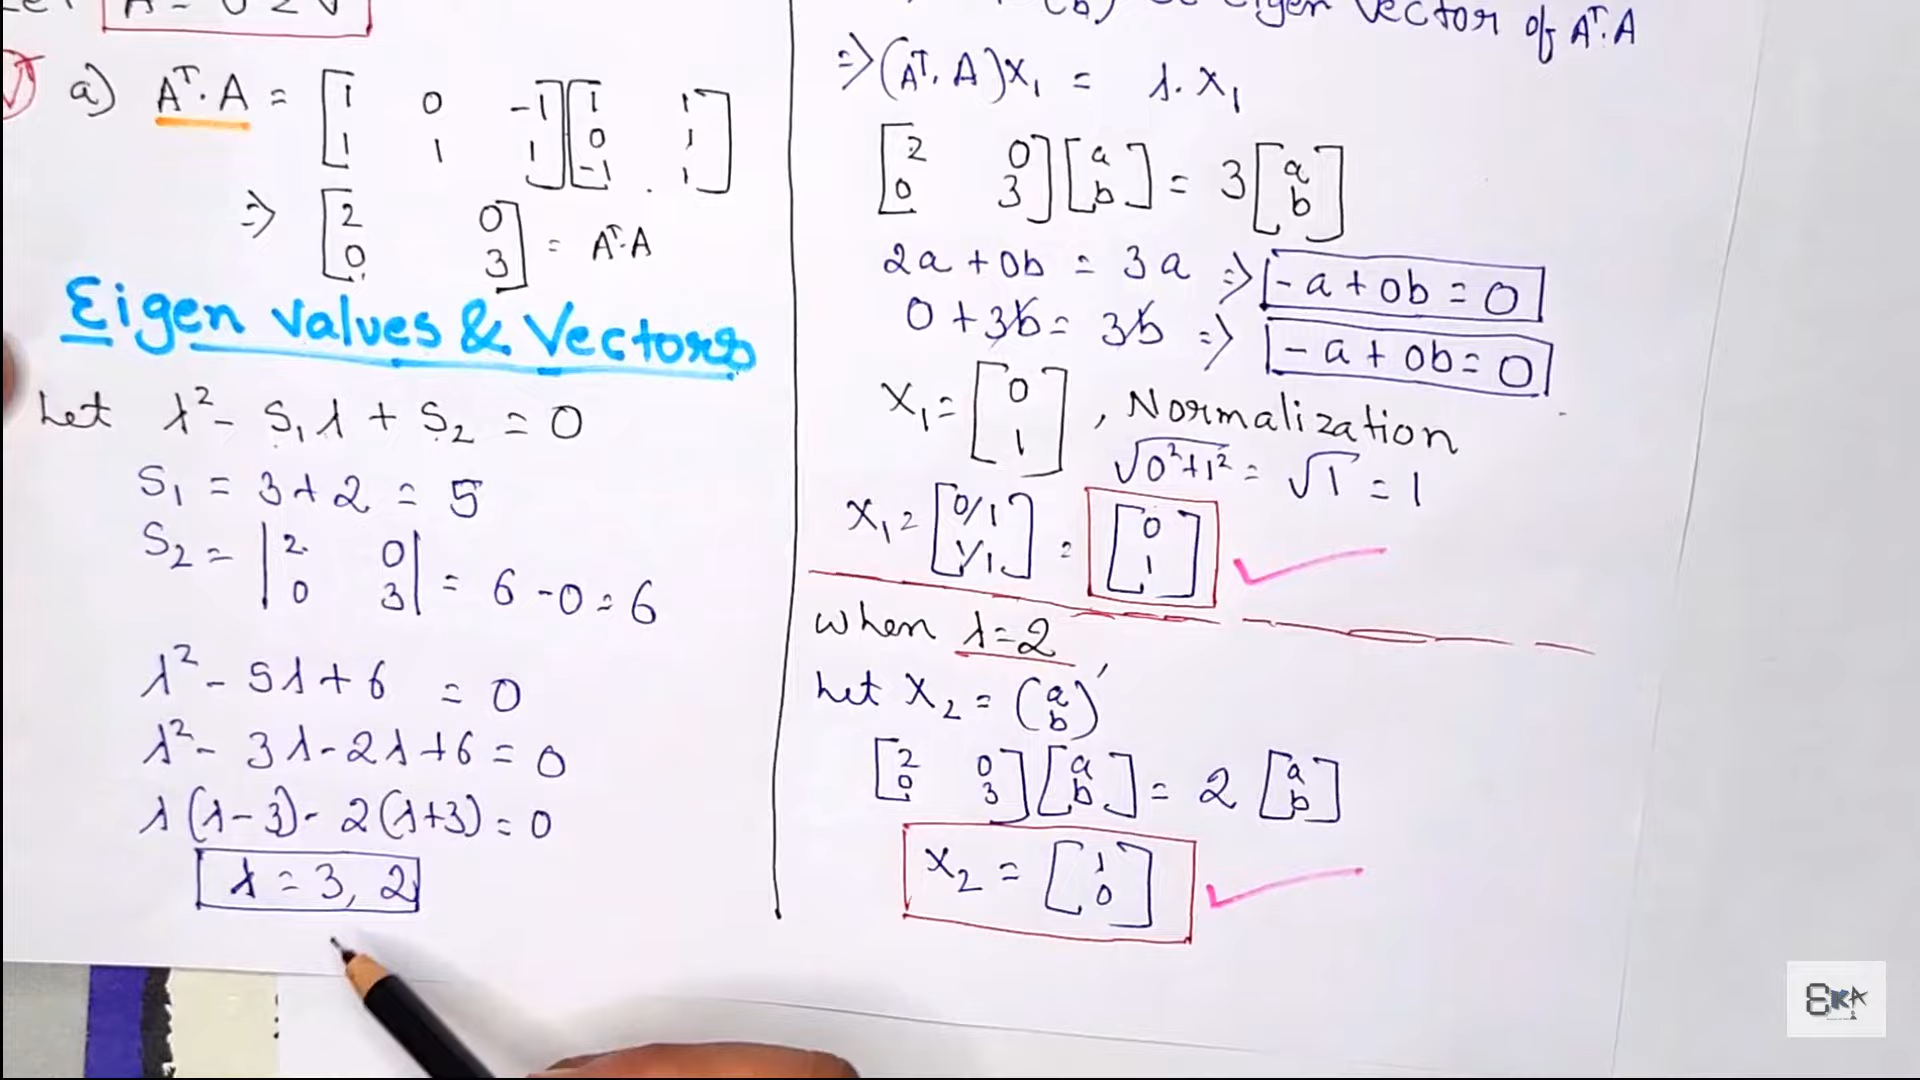 A = U Σ V
a) Aᵀ·A = [1 0 -1; 1 1 1] [1 1; 0 1; -1 1]
⇒ [2 0; 0 3] = Aᵀ·A
Eigen Values & Vectors
Let λ² - S₁λ + S₂ = 0
S₁ = 3+2 = 5
S₂ = |2 0; 0 3| = 6 - 0 = 6
λ² - 5λ + 6 = 0
λ² - 3λ - 2λ + 6 = 0
λ(λ-3) - 2(λ+3) = 0
λ = 3, 2
(b) Eigen Vector of Aᵀ·A
⇒ (Aᵀ·A)X₁ = λ·X₁
[2 0; 0 3] [a; b] = 3 [a; b]
2a + 0b = 3a ⇒ -a + 0b = 0
0 + 3b = 3b ⇒ -a + 0b = 0
X₁ = [0; 1], Normalization
√0²+1² = √1 = 1
X₁ = [0/1; 1/1] = [0; 1]
When λ=2,
Let X₂ = (a; b)
[2 0; 0 3] [a; b] = 2 [a; b]
X₂ = [1; 0]
EKA